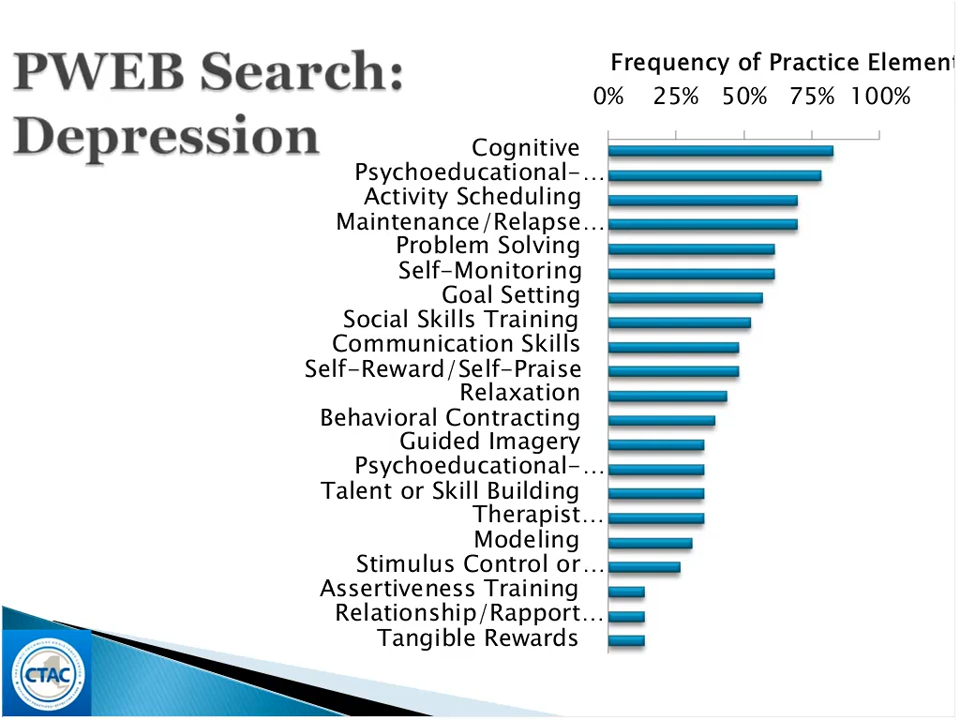 PWEB Search:
Depression
Frequency of Practice Element
0% 25% 50% 75% 100%
Cognitive
Psychoeducational-...
Activity Scheduling
Maintenance/Relapse...
Problem Solving
Self-Monitoring
Goal Setting
Social Skills Training
Communication Skills
Self-Reward/Self-Praise
Relaxation
Behavioral Contracting
Guided Imagery
Psychoeducational-...
Talent or Skill Building
Therapist...
Modeling
Stimulus Control or...
Assertiveness Training
Relationship/Rapport...
Tangible Rewards
CTAC